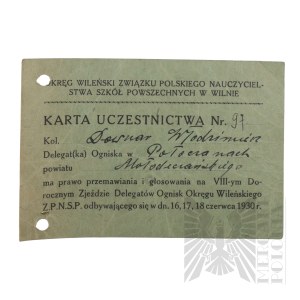 OKRĘG WILEŃSKI ZWIĄZKU POLSKIEGO NAUCZYCIEL-
STWA SZKÓŁ POWSZECHNYCH W WILNIE
KARTA UCZESTNICTWA Nr. 97
Kol. Downar Włodzimierz
Delegat(ka) Ogniska w Połoczanach
powiatu Mołodeczańskiego
ma prawo przemawiania i głosowania na VIII-ym Do-
rocznym Zjeździe Delegatów Ognisk Okręgu Wileńskiego
Z.P.N.S.P. odbywającego się w dn. 16, 17, 18 czerwca 1930 r.